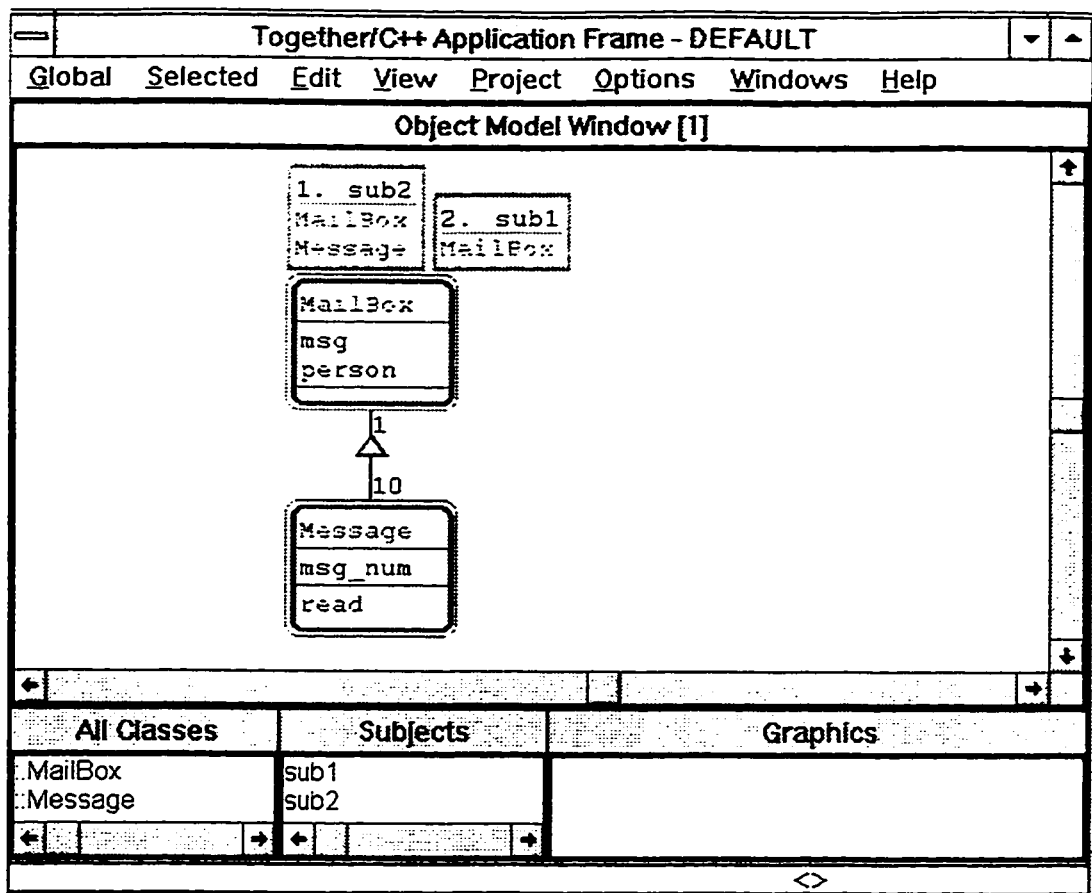 Together/C++ Application Frame - DEFAULT
Global Selected Edit View Project Options Windows Help
Object Model Window [1]
1. sub2
MailBox
Message
2. sub1
MailBox
MailBox
msg
person
1
10
Message
msg_num
read
All Classes
Subjects
Graphics
::MailBox
::Message
sub1
sub2
<>